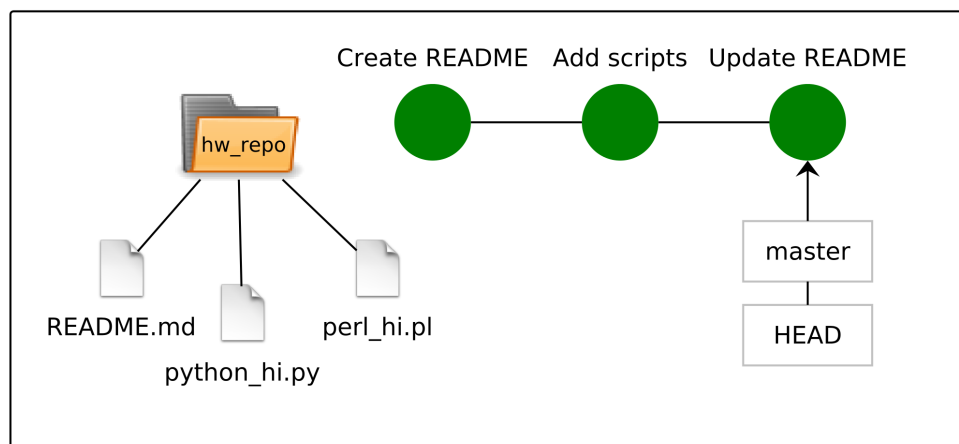 Create README
Add scripts
Update README
hw_repo
master
README.md
perl_hi.pl
HEAD
python_hi.py